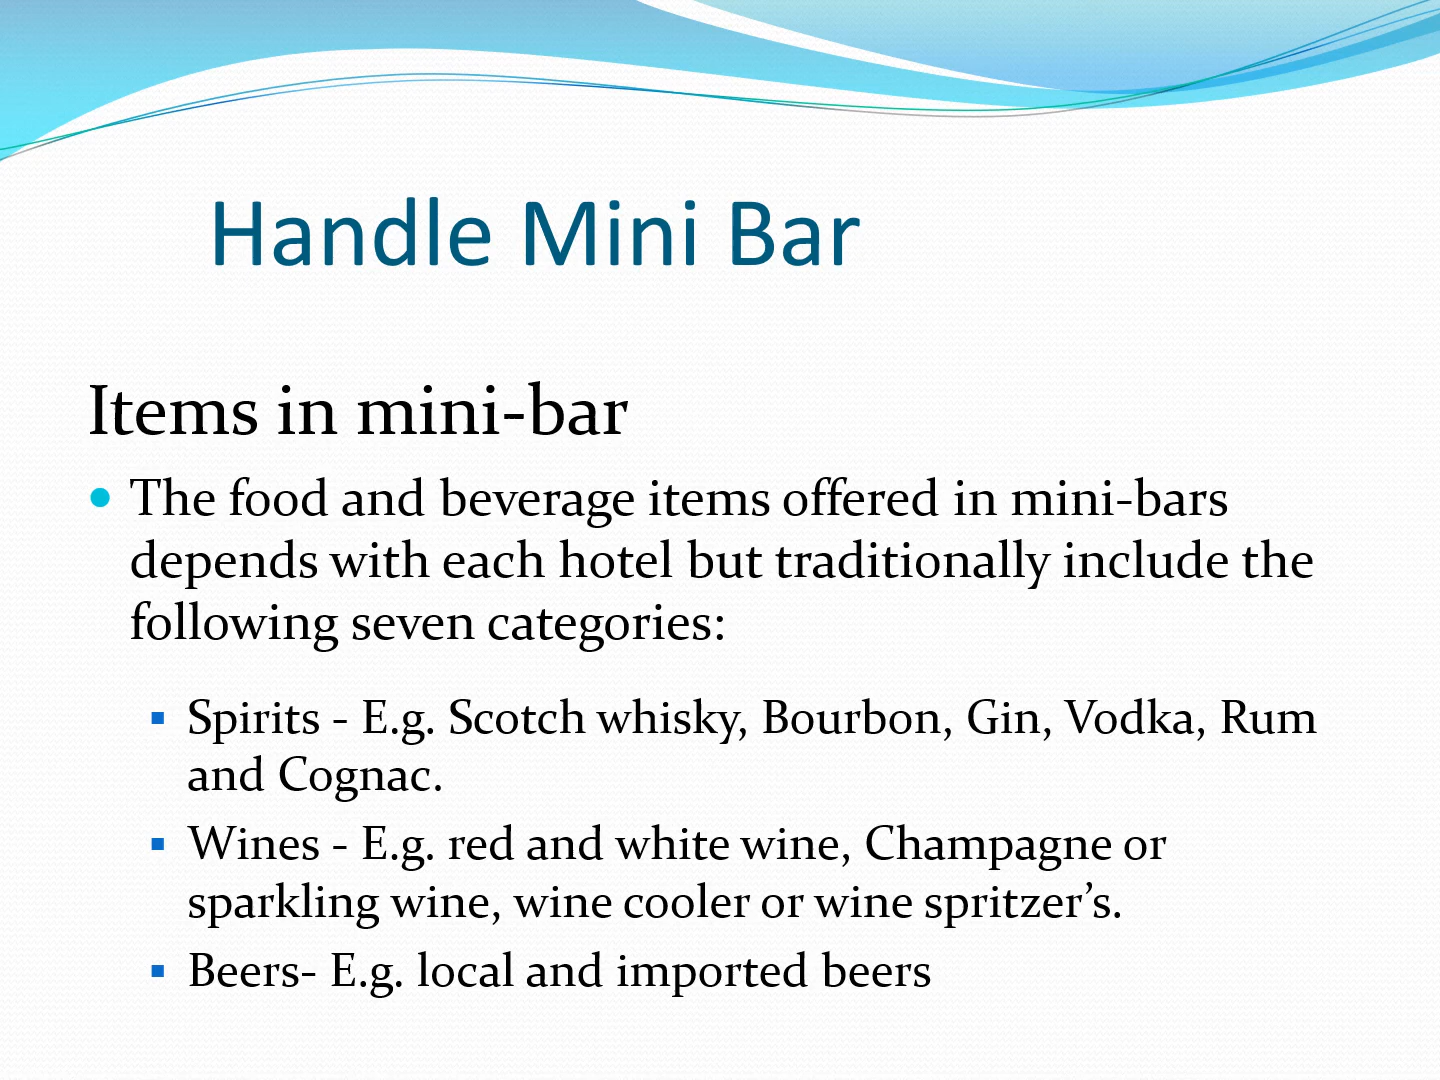 Handle Mini Bar
Items in mini-bar
• The food and beverage items offered in mini-bars
depends with each hotel but traditionally include the
following seven categories:
▪ Spirits - E.g. Scotch whisky, Bourbon, Gin, Vodka, Rum
and Cognac.
▪ Wines - E.g. red and white wine, Champagne or
sparkling wine, wine cooler or wine spritzer’s.
▪ Beers- E.g. local and imported beers